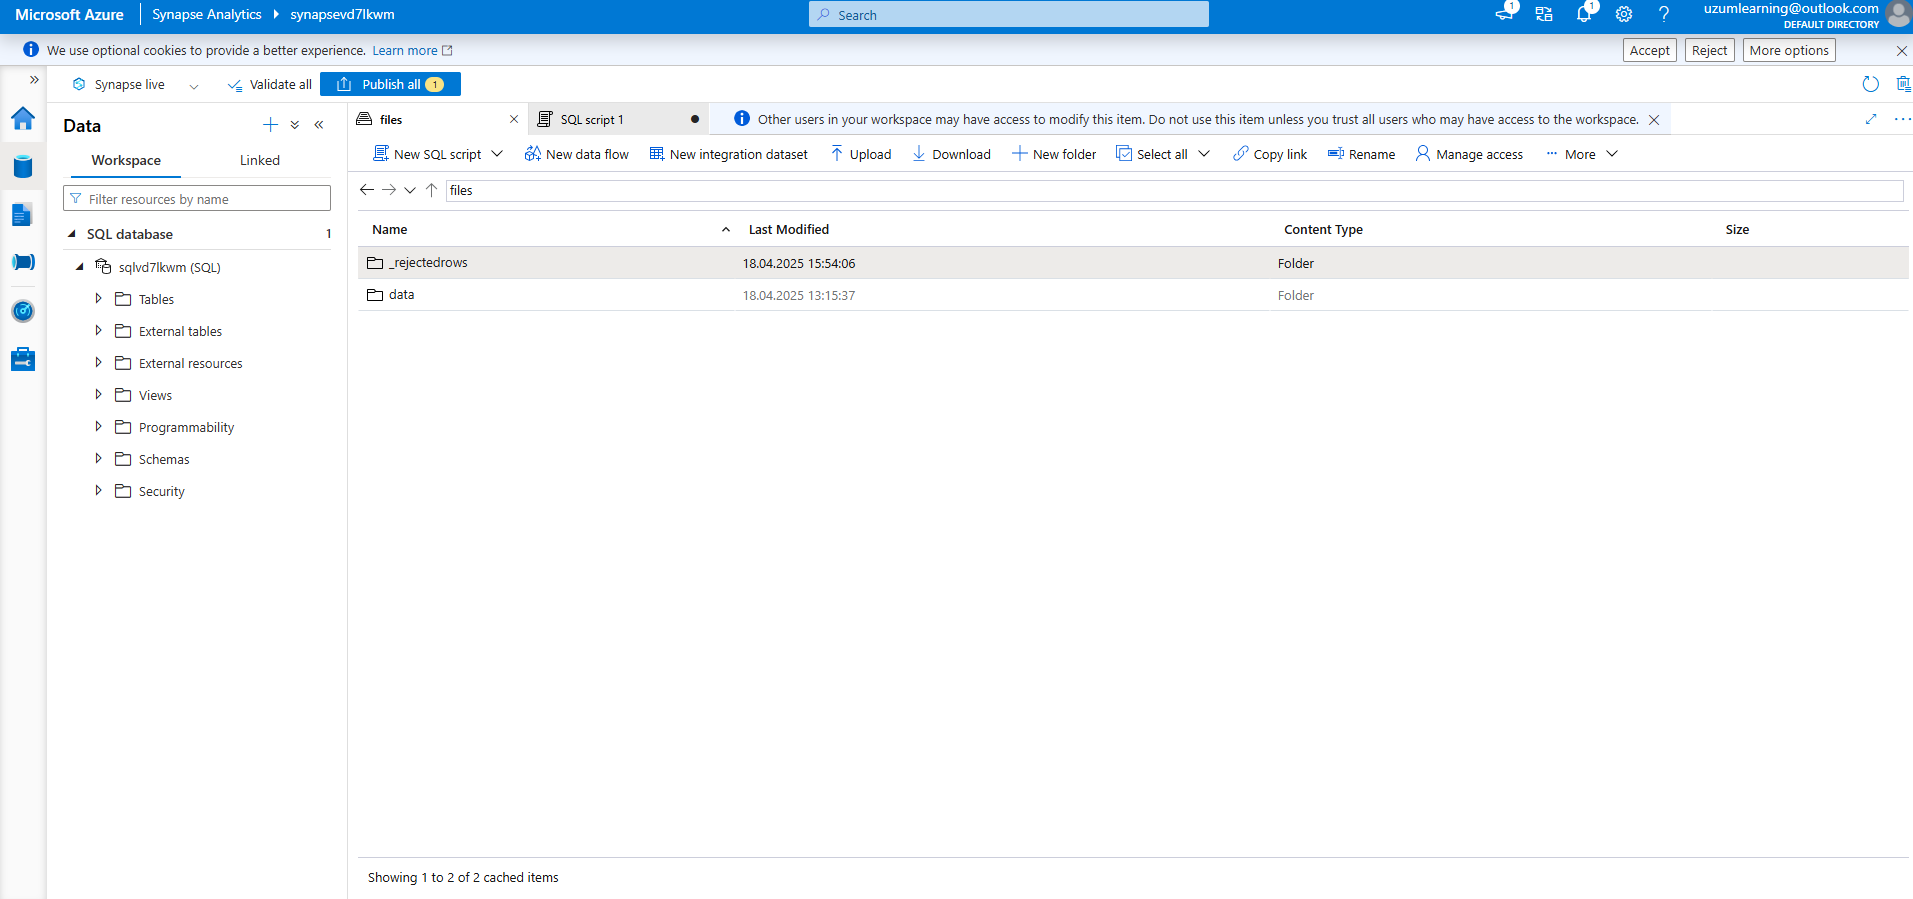 Microsoft Azure
Synapse Analytics
synapsevd7lkwm
Search
1
1
uzumlearning@outlook.com
DEFAULT DIRECTORY
We use optional cookies to provide a better experience. Learn more
Accept
Reject
More options
Synapse live
Validate all
Publish all 1
Data
Workspace
Linked
Filter resources by name
SQL database
1
sqlvd7lkwm (SQL)
Tables
External tables
External resources
Views
Programmability
Schemas
Security
files
SQL script 1
Other users in your workspace may have access to modify this item. Do not use this item unless you trust all users who may have access to the workspace.
New SQL script
New data flow
New integration dataset
Upload
Download
New folder
Select all
Copy link
Rename
Manage access
More
files
Name
Last Modified
Content Type
Size
_rejectedrows
18.04.2025 15:54:06
Folder
data
18.04.2025 13:15:37
Folder
Showing 1 to 2 of 2 cached items